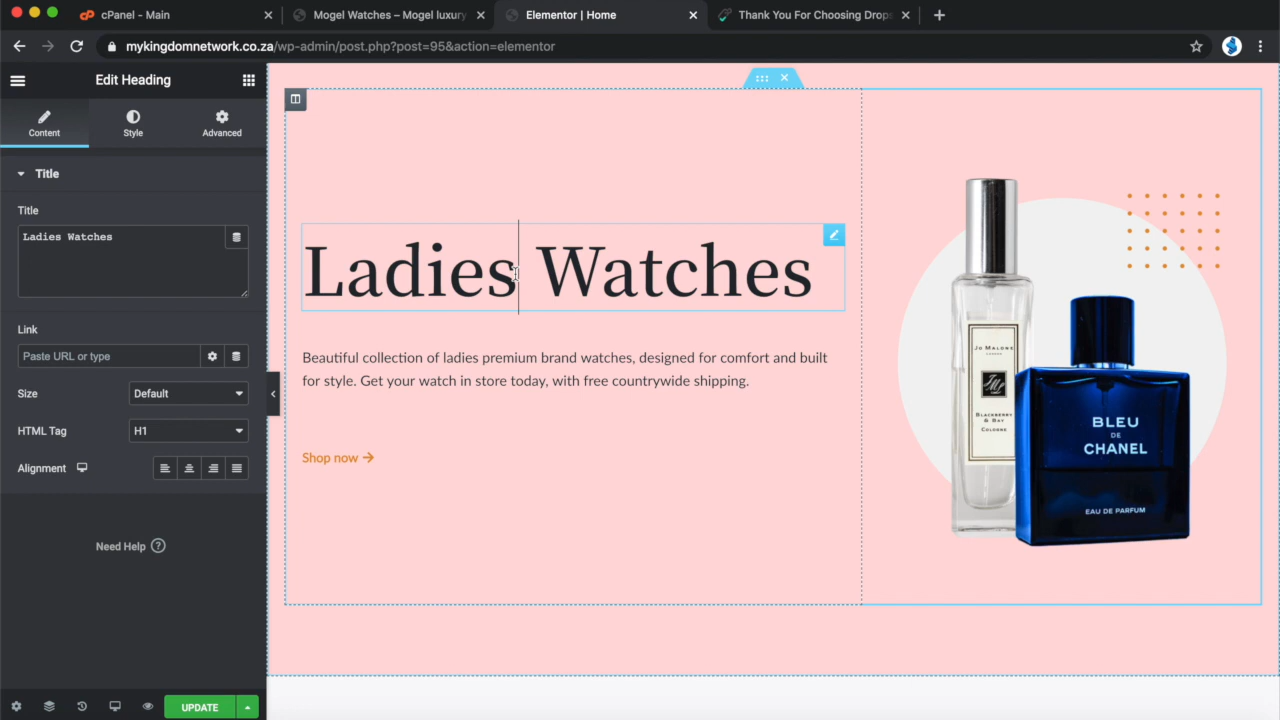 cPanel - Main
Mogel Watches – Mogel luxury
Elementor | Home
Thank You For Choosing Drops
mykingdomnetwork.co.za/wp-admin/post.php?post=95&action=elementor
Edit Heading
Content
Style
Advanced
Title
Title
Ladies Watches
Link
Paste URL or type
Size
Default
HTML Tag
H1
Alignment
Need Help
UPDATE
Ladies Watches
Beautiful collection of ladies premium brand watches, designed for comfort and built
for style. Get your watch in store today, with free countrywide shipping.
Shop now →
Jo Malone
LONDON
Blackberry
& Bay
Cologne
BLEU
DE
CHANEL
EAU DE PARFUM